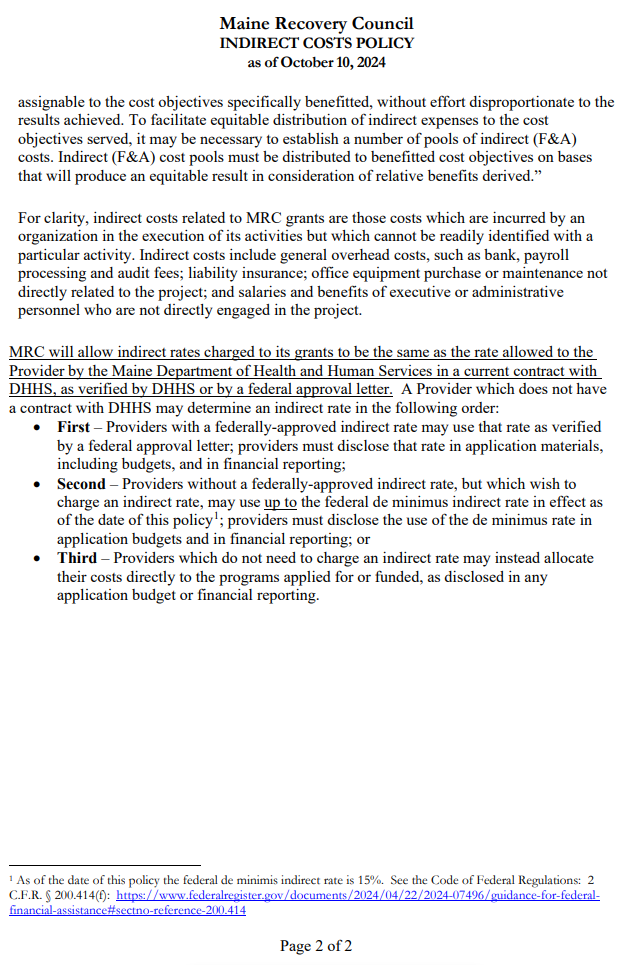 Maine Recovery Council
INDIRECT COSTS POLICY
as of October 10, 2024
assignable to the cost objectives specifically benefitted, without effort disproportionate to the
results achieved. To facilitate equitable distribution of indirect expenses to the cost
objectives served, it may be necessary to establish a number of pools of indirect (F&A)
costs. Indirect (F&A) cost pools must be distributed to benefitted cost objectives on bases
that will produce an equitable result in consideration of relative benefits derived.”
For clarity, indirect costs related to MRC grants are those costs which are incurred by an
organization in the execution of its activities but which cannot be readily identified with a
particular activity. Indirect costs include general overhead costs, such as bank, payroll
processing and audit fees; liability insurance; office equipment purchase or maintenance not
directly related to the project; and salaries and benefits of executive or administrative
personnel who are not directly engaged in the project.
MRC will allow indirect rates charged to its grants to be the same as the rate allowed to the
Provider by the Maine Department of Health and Human Services in a current contract with
DHHS, as verified by DHHS or by a federal approval letter. A Provider which does not have
a contract with DHHS may determine an indirect rate in the following order:
• First – Providers with a federally-approved indirect rate may use that rate as verified
by a federal approval letter; providers must disclose that rate in application materials,
including budgets, and in financial reporting;
• Second – Providers without a federally-approved indirect rate, but which wish to
charge an indirect rate, may use up to the federal de minimus indirect rate in effect as
of the date of this policy¹; providers must disclose the use of the de minimus rate in
application budgets and in financial reporting; or
• Third – Providers which do not need to charge an indirect rate may instead allocate
their costs directly to the programs applied for or funded, as disclosed in any
application budget or financial reporting.
¹ As of the date of this policy the federal de minimis indirect rate is 15%. See the Code of Federal Regulations: 2
C.F.R. § 200.414(f): https://www.federalregister.gov/documents/2024/04/22/2024-07496/guidance-for-federal-
financial-assistance#sectno-reference-200.414
Page 2 of 2